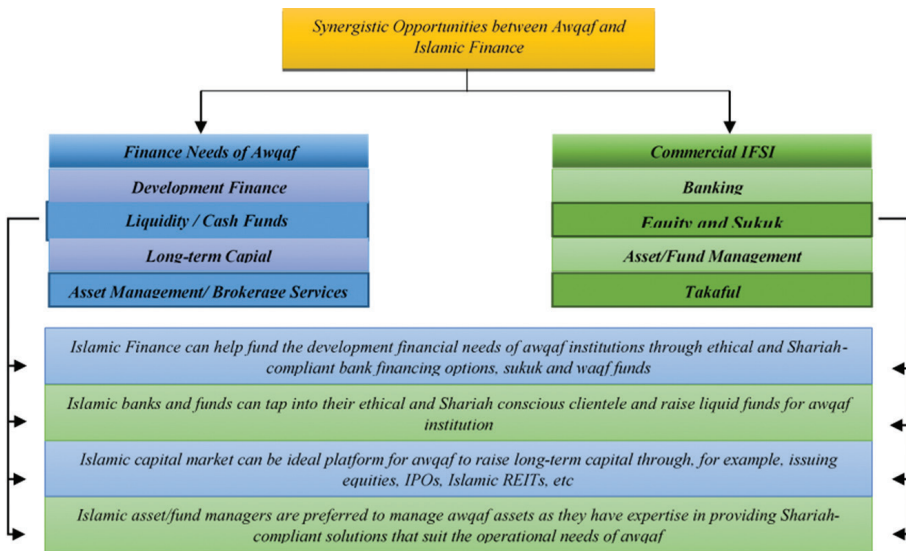 Synergistic Opportunities between Awqaf and
Islamic Finance
Finance Needs of Awqaf
Development Finance
Liquidity / Cash Funds
Long-term Capial
Asset Management/ Brokerage Services
Commercial IFSI
Banking
Equity and Sukuk
Asset/Fund Management
Takaful
Islamic Finance can help fund the development financial needs of awqaf institutions through ethical and Shariah-
compliant bank financing options, sukuk and waqf funds
Islamic banks and funds can tap into their ethical and Shariah conscious clientele and raise liquid funds for awqaf
institution
Islamic capital market can be ideal platform for awqaf to raise long-term capital through, for example, issuing
equities, IPOs, Islamic REITs, etc
Islamic asset/fund managers are preferred to manage awqaf assets as they have expertise in providing Shariah-
compliant solutions that suit the operational needs of awqaf